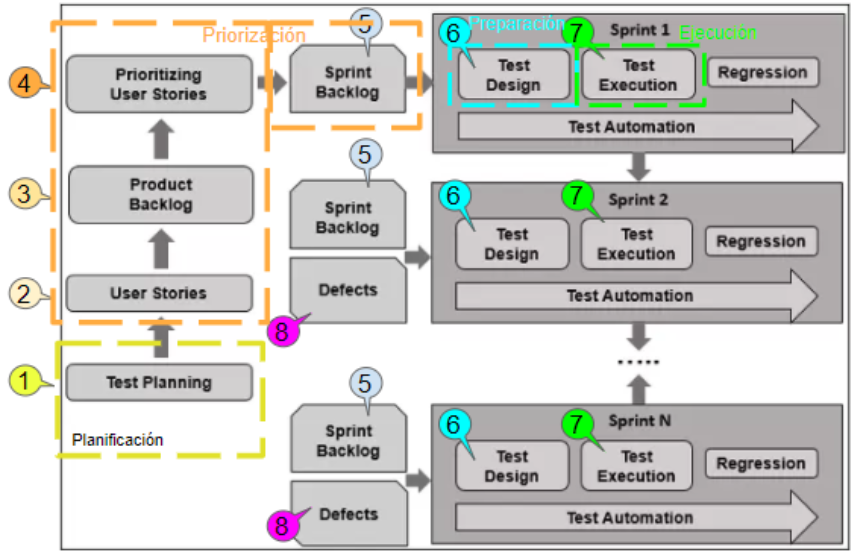 Priorización
4
Prioritizing
User Stories
3
Product
Backlog
2
User Stories
1
Test Planning
Planificación
5
Sprint
Backlog
6
Preparación
7
Sprint 1
Ejecución
Test
Design
Test
Execution
Regression
Test Automation
5
Sprint
Backlog
Defects
8
6
7
Sprint 2
Test
Design
Test
Execution
Regression
Test Automation
.....
5
Sprint
Backlog
Defects
8
6
7
Sprint N
Test
Design
Test
Execution
Regression
Test Automation